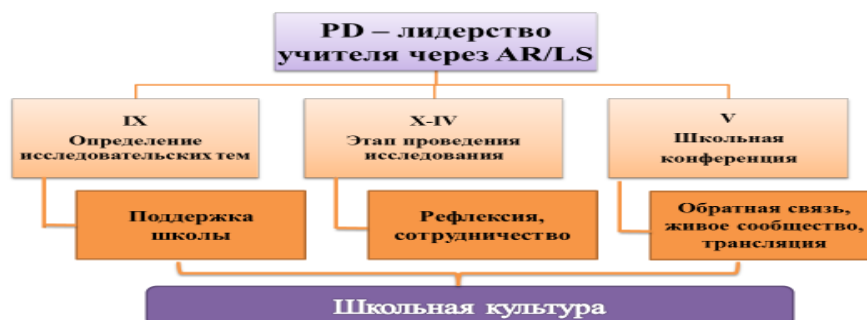 PD – лидерство
учителя через AR/LS
IX
Определение
исследовательских тем
X-IV
Этап проведения
исследования
V
Школьная
конференция
Поддержка
школы
Рефлексия,
сотрудничество
Обратная связь,
живое сообщество,
трансляция
Школьная культура